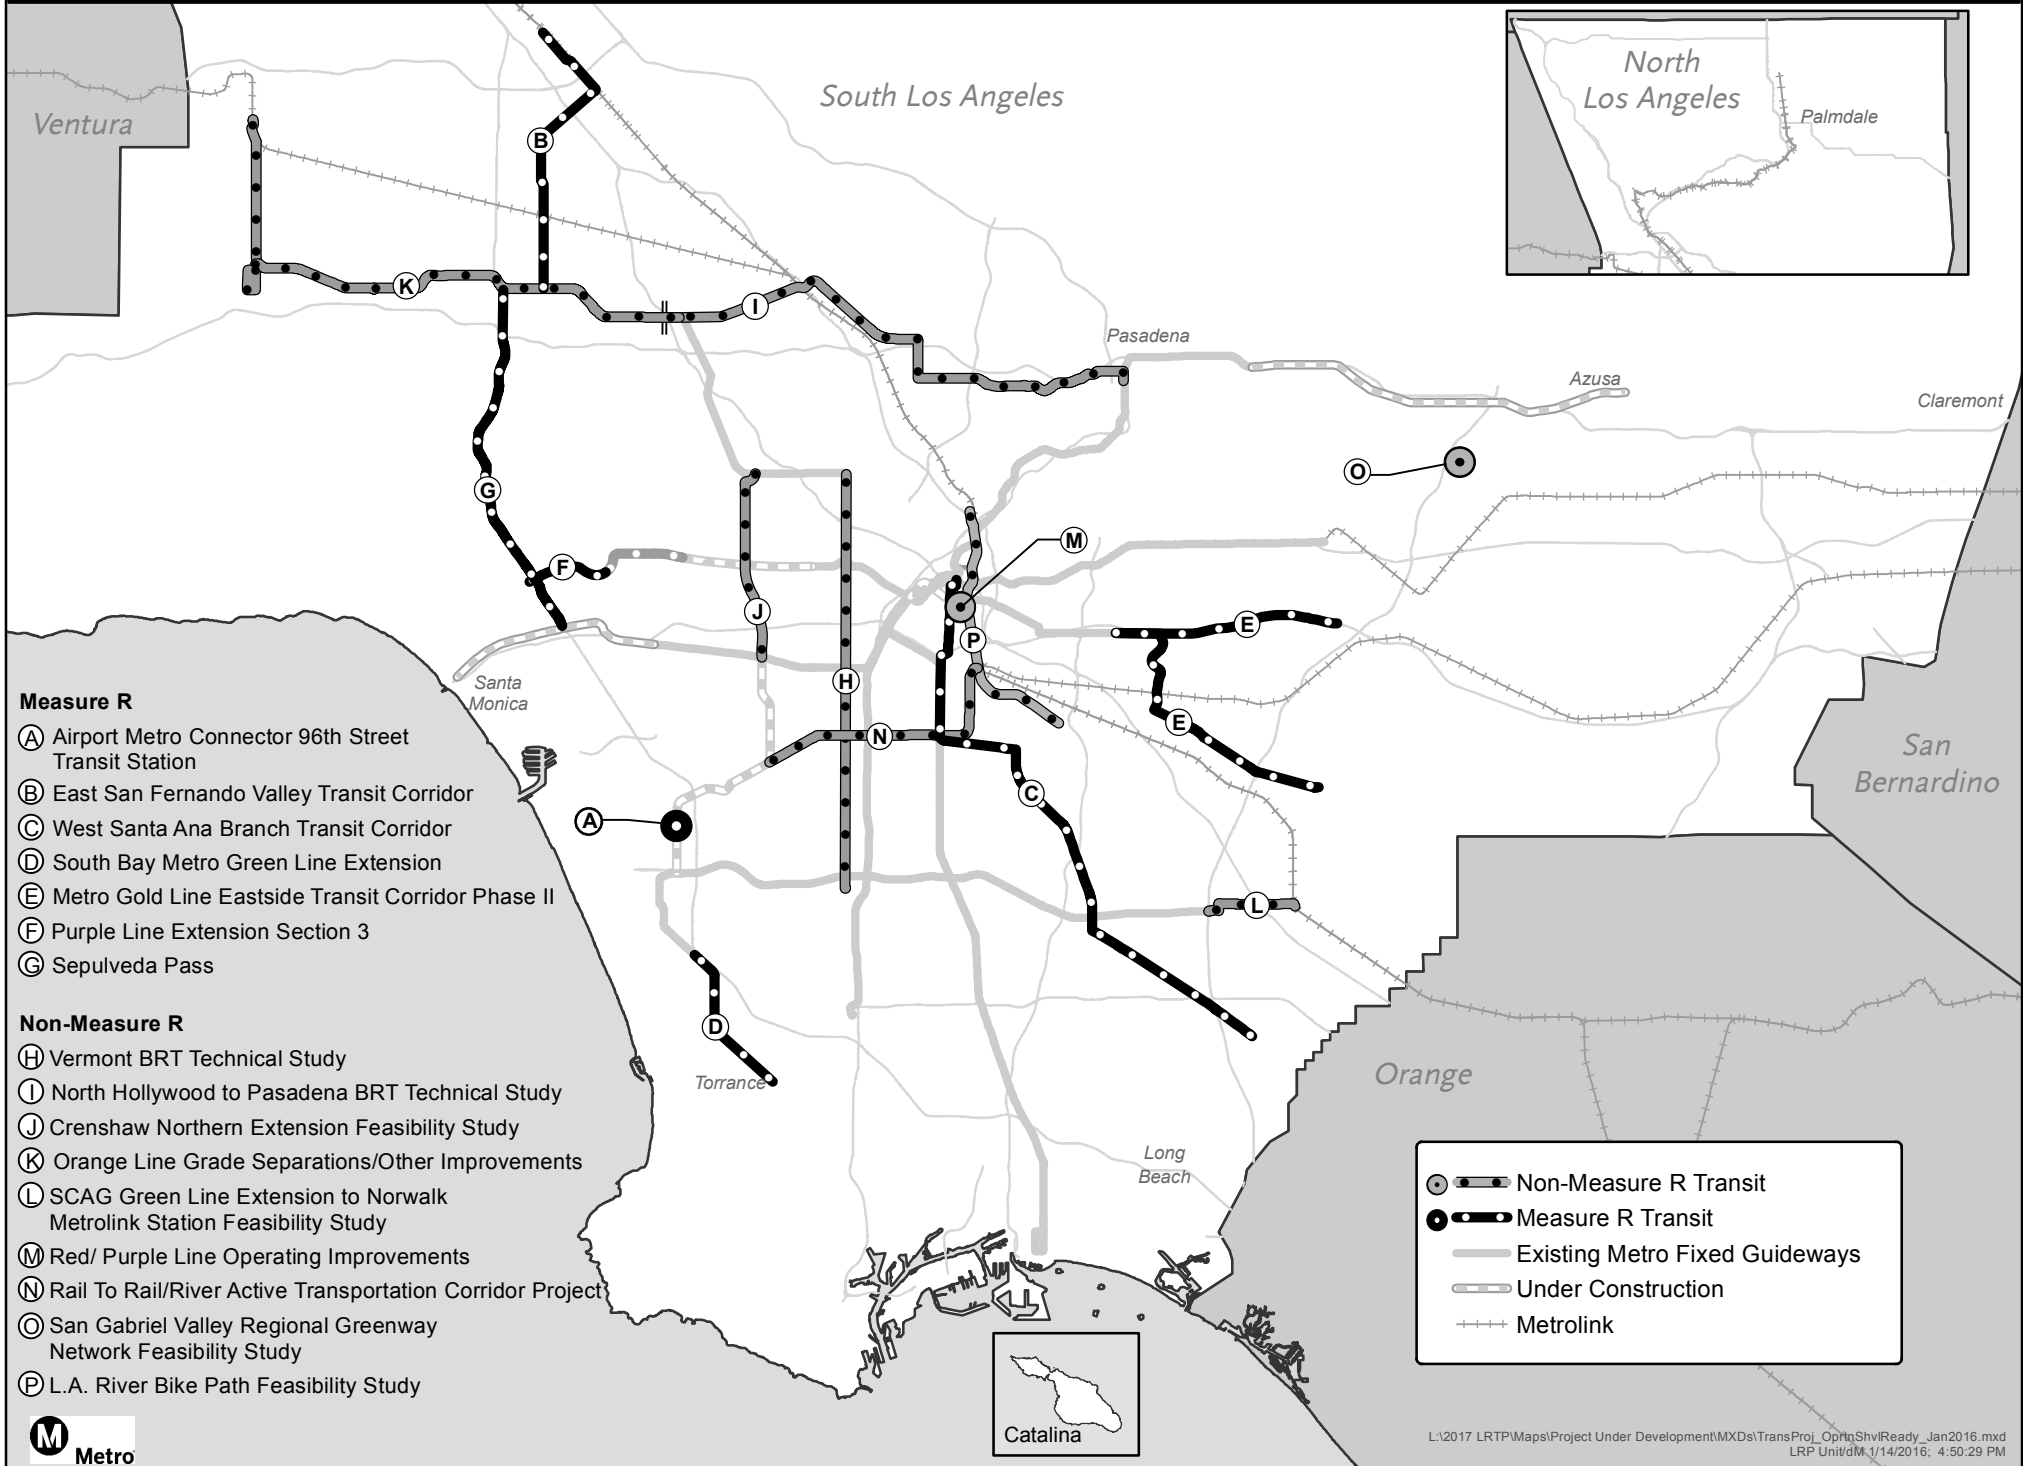 Ventura
South Los Angeles
North
Los Angeles
Palmdale
B
K
I
Pasadena
Azusa
Claremont
G
O
F
M
J
P
E
H
Santa
Monica
N
E
San
Bernardino
C
A
L
D
Torrance
Orange
Long
Beach
Measure R
A Airport Metro Connector 96th Street
Transit Station
B East San Fernando Valley Transit Corridor
C West Santa Ana Branch Transit Corridor
D South Bay Metro Green Line Extension
E Metro Gold Line Eastside Transit Corridor Phase II
F Purple Line Extension Section 3
G Sepulveda Pass
Non-Measure R
H Vermont BRT Technical Study
I North Hollywood to Pasadena BRT Technical Study
J Crenshaw Northern Extension Feasibility Study
K Orange Line Grade Separations/Other Improvements
L SCAG Green Line Extension to Norwalk
Metrolink Station Feasibility Study
M Red/ Purple Line Operating Improvements
N Rail To Rail/River Active Transportation Corridor Project
O San Gabriel Valley Regional Greenway
Network Feasibility Study
P L.A. River Bike Path Feasibility Study
M Metro
Catalina
Non-Measure R Transit
Measure R Transit
Existing Metro Fixed Guideways
Under Construction
Metrolink
L:\2017 LRTP\Maps\Project Under Development\MXDs\TransProj_OprtnShvlReady_Jan2016.mxd
LRP Unit/dM 1/14/2016; 4:50:29 PM